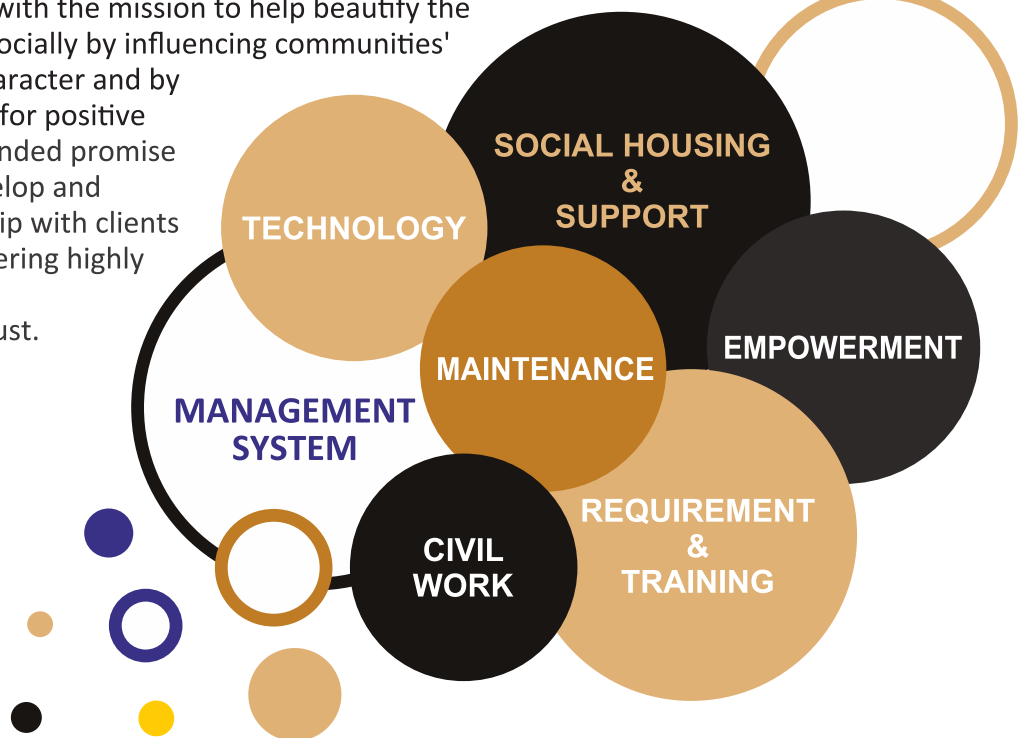 with the mission to help beautify the
ocially by influencing communities'
aracter and by
for positive
nded promise
elop and
ip with clients
ering highly
ust.
SOCIAL HOUSING
&
SUPPORT
TECHNOLOGY
EMPOWERMENT
MAINTENANCE
MANAGEMENT
SYSTEM
REQUIREMENT
&
TRAINING
CIVIL
WORK